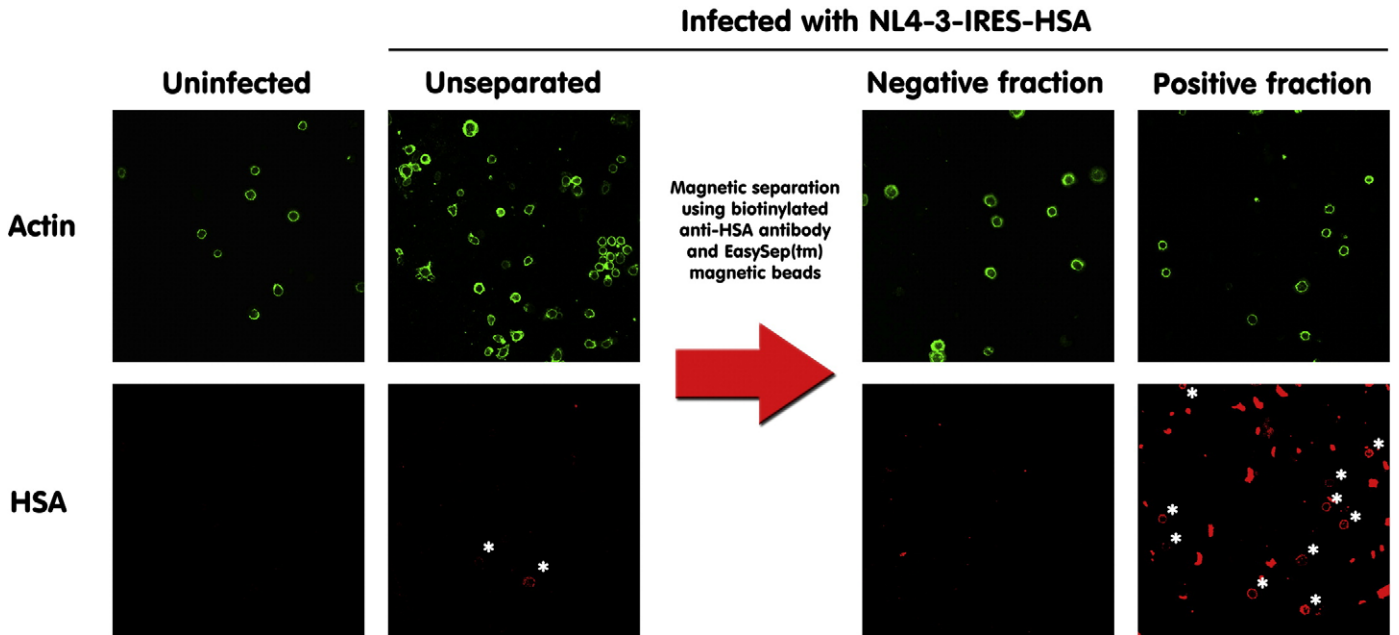 Infected with NL4-3-IRES-HSA
Uninfected
Unseparated
Negative fraction
Positive fraction
Actin
Magnetic separation
using biotinylated
anti-HSA antibody
and EasySep(tm)
magnetic beads
HSA
* *
* * * * * * * * * *